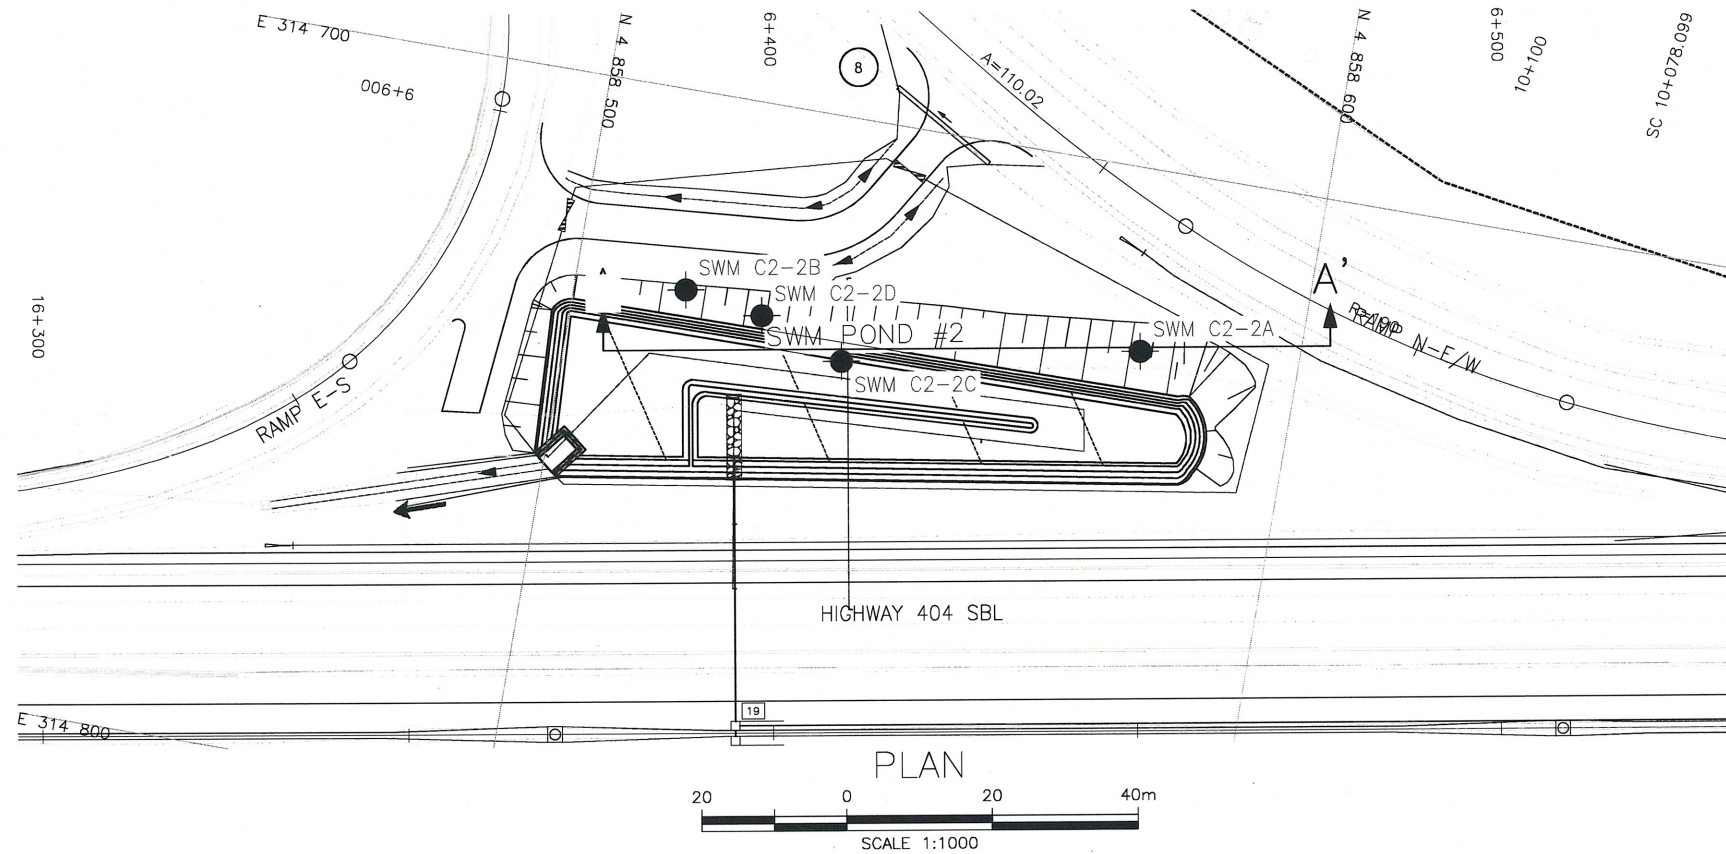 E 314 700
N 4 858 500
6+400
8
A=110.02
N 4 858 600
6+500
10+100
SC 10+078.099
006+6
16+300
SWM C2-2B
SWM C2-2D
SWM POND #2
SWM C2-2A
A'
RAMP N-E/W
SWM C2-2C
RAMP E-S
HIGHWAY 404 SBL
19
E 314 800
PLAN
20 0 20 40m
SCALE 1:1000